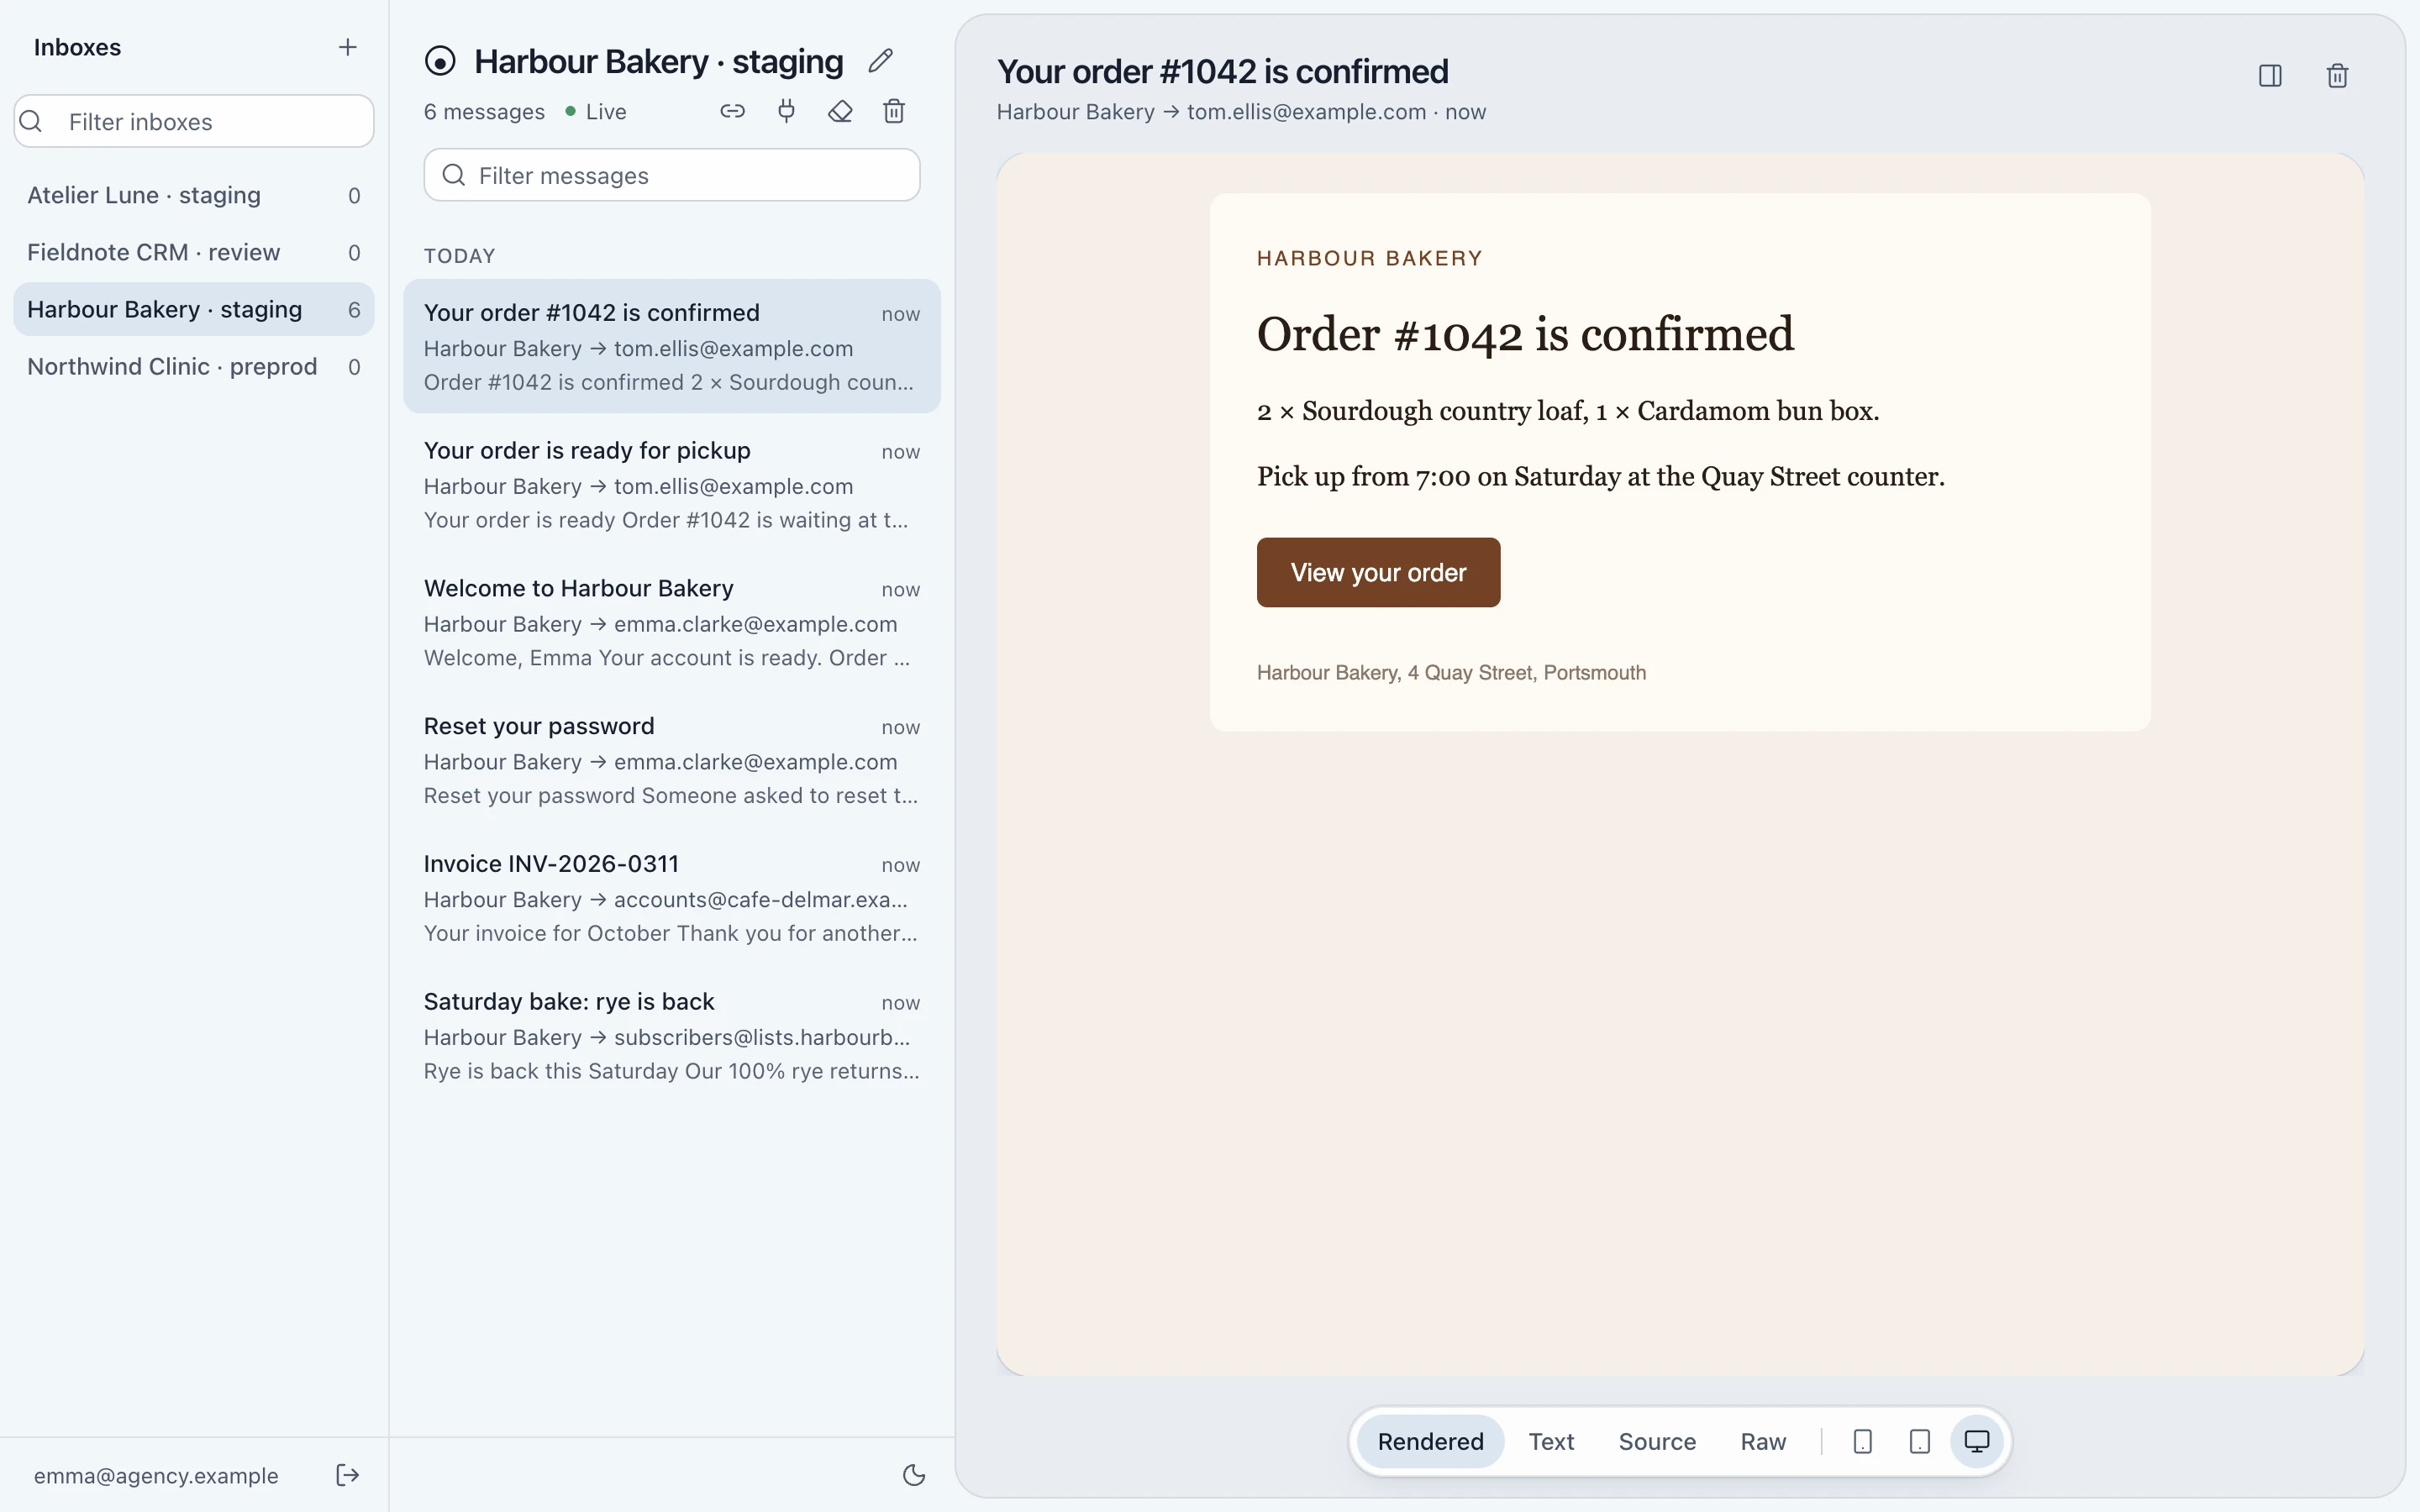 Inboxes
Filter inboxes
Atelier Lune · staging 0
Fieldnote CRM · review 0
Harbour Bakery · staging 6
Northwind Clinic · preprod 0
emma@agency.example
Harbour Bakery · staging
6 messages Live
Filter messages
TODAY
Your order #1042 is confirmed now
Harbour Bakery → tom.ellis@example.com
Order #1042 is confirmed 2 × Sourdough coun...
Your order is ready for pickup now
Harbour Bakery → tom.ellis@example.com
Your order is ready Order #1042 is waiting at t...
Welcome to Harbour Bakery now
Harbour Bakery → emma.clarke@example.com
Welcome, Emma Your account is ready. Order ...
Reset your password now
Harbour Bakery → emma.clarke@example.com
Reset your password Someone asked to reset t...
Invoice INV-2026-0311 now
Harbour Bakery → accounts@cafe-delmar.exa...
Your invoice for October Thank you for another...
Saturday bake: rye is back now
Harbour Bakery → subscribers@lists.harbourb...
Rye is back this Saturday Our 100% rye returns...
Your order #1042 is confirmed
Harbour Bakery → tom.ellis@example.com · now
HARBOUR BAKERY
Order #1042 is confirmed
2 × Sourdough country loaf, 1 × Cardamom bun box.
Pick up from 7:00 on Saturday at the Quay Street counter.
View your order
Harbour Bakery, 4 Quay Street, Portsmouth
Rendered Text Source Raw